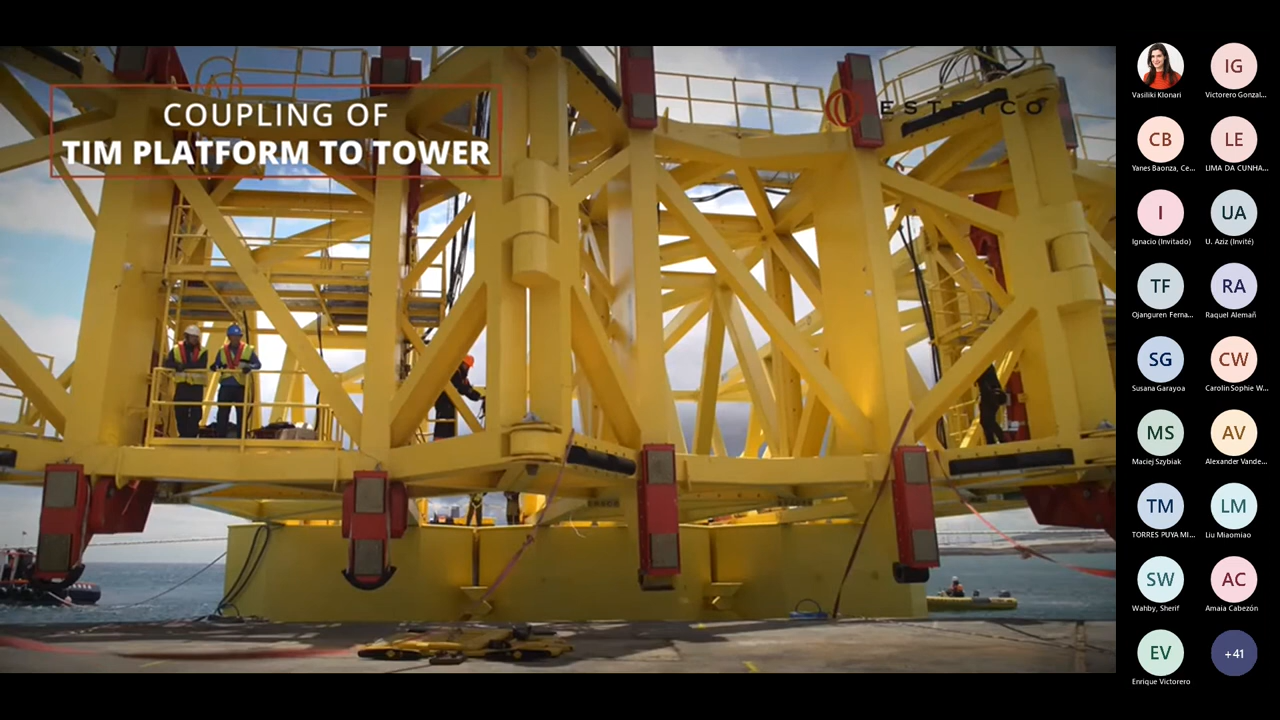 COUPLING OF
TIM PLATFORM TO TOWER
ESTEYCO
Vasiliki Klonari
IG
Victorero Gonzal...
CB
Yanes Baonza, Ce...
LE
LIMA DA CUNHA...
I
Ignacio (Invitado)
UA
U. Aziz (Invité)
TF
Ojanguren Ferna...
RA
Raquel Alemañ
SG
Susana Garayoa
CW
Carolin Sophie W...
MS
Maciej Szybiak
AV
Alexander Vande...
TM
TORRES PUYA MI...
LM
Liu Miaomiao
SW
Wahby, Sherif
AC
Amaia Cabezón
EV
Enrique Victorero
+41